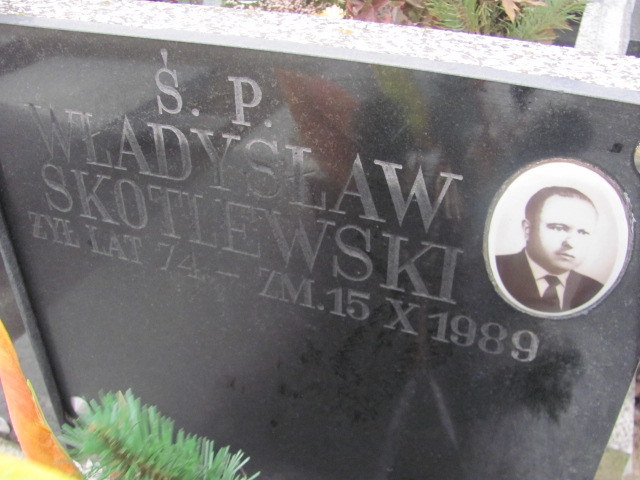 Ś. P.
WŁADYSŁAW
SKOTLEWSKI
ŻYŁ LAT 74 – ZM. 15 X 1989